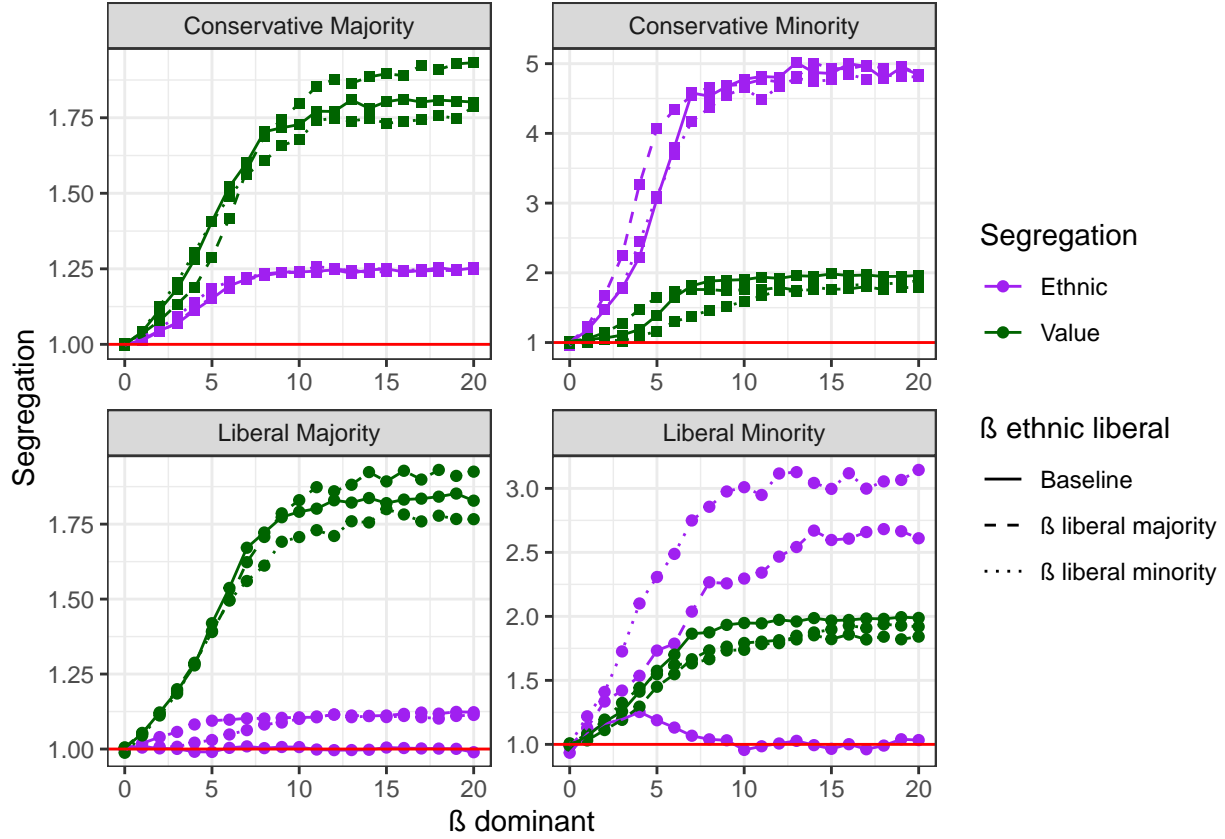 Conservative Majority
Conservative Minority
1.75
1.50
1.25
1.00
0 5 10 15 20
5
4
3
2
1
0 5 10 15 20
Liberal Majority
Liberal Minority
1.75
1.50
1.25
1.00
0 5 10 15 20
3.0
2.5
2.0
1.5
1.0
0 5 10 15 20
Segregation
ß dominant
Segregation
Ethnic
Value
ß ethnic liberal
Baseline
ß liberal majority
ß liberal minority